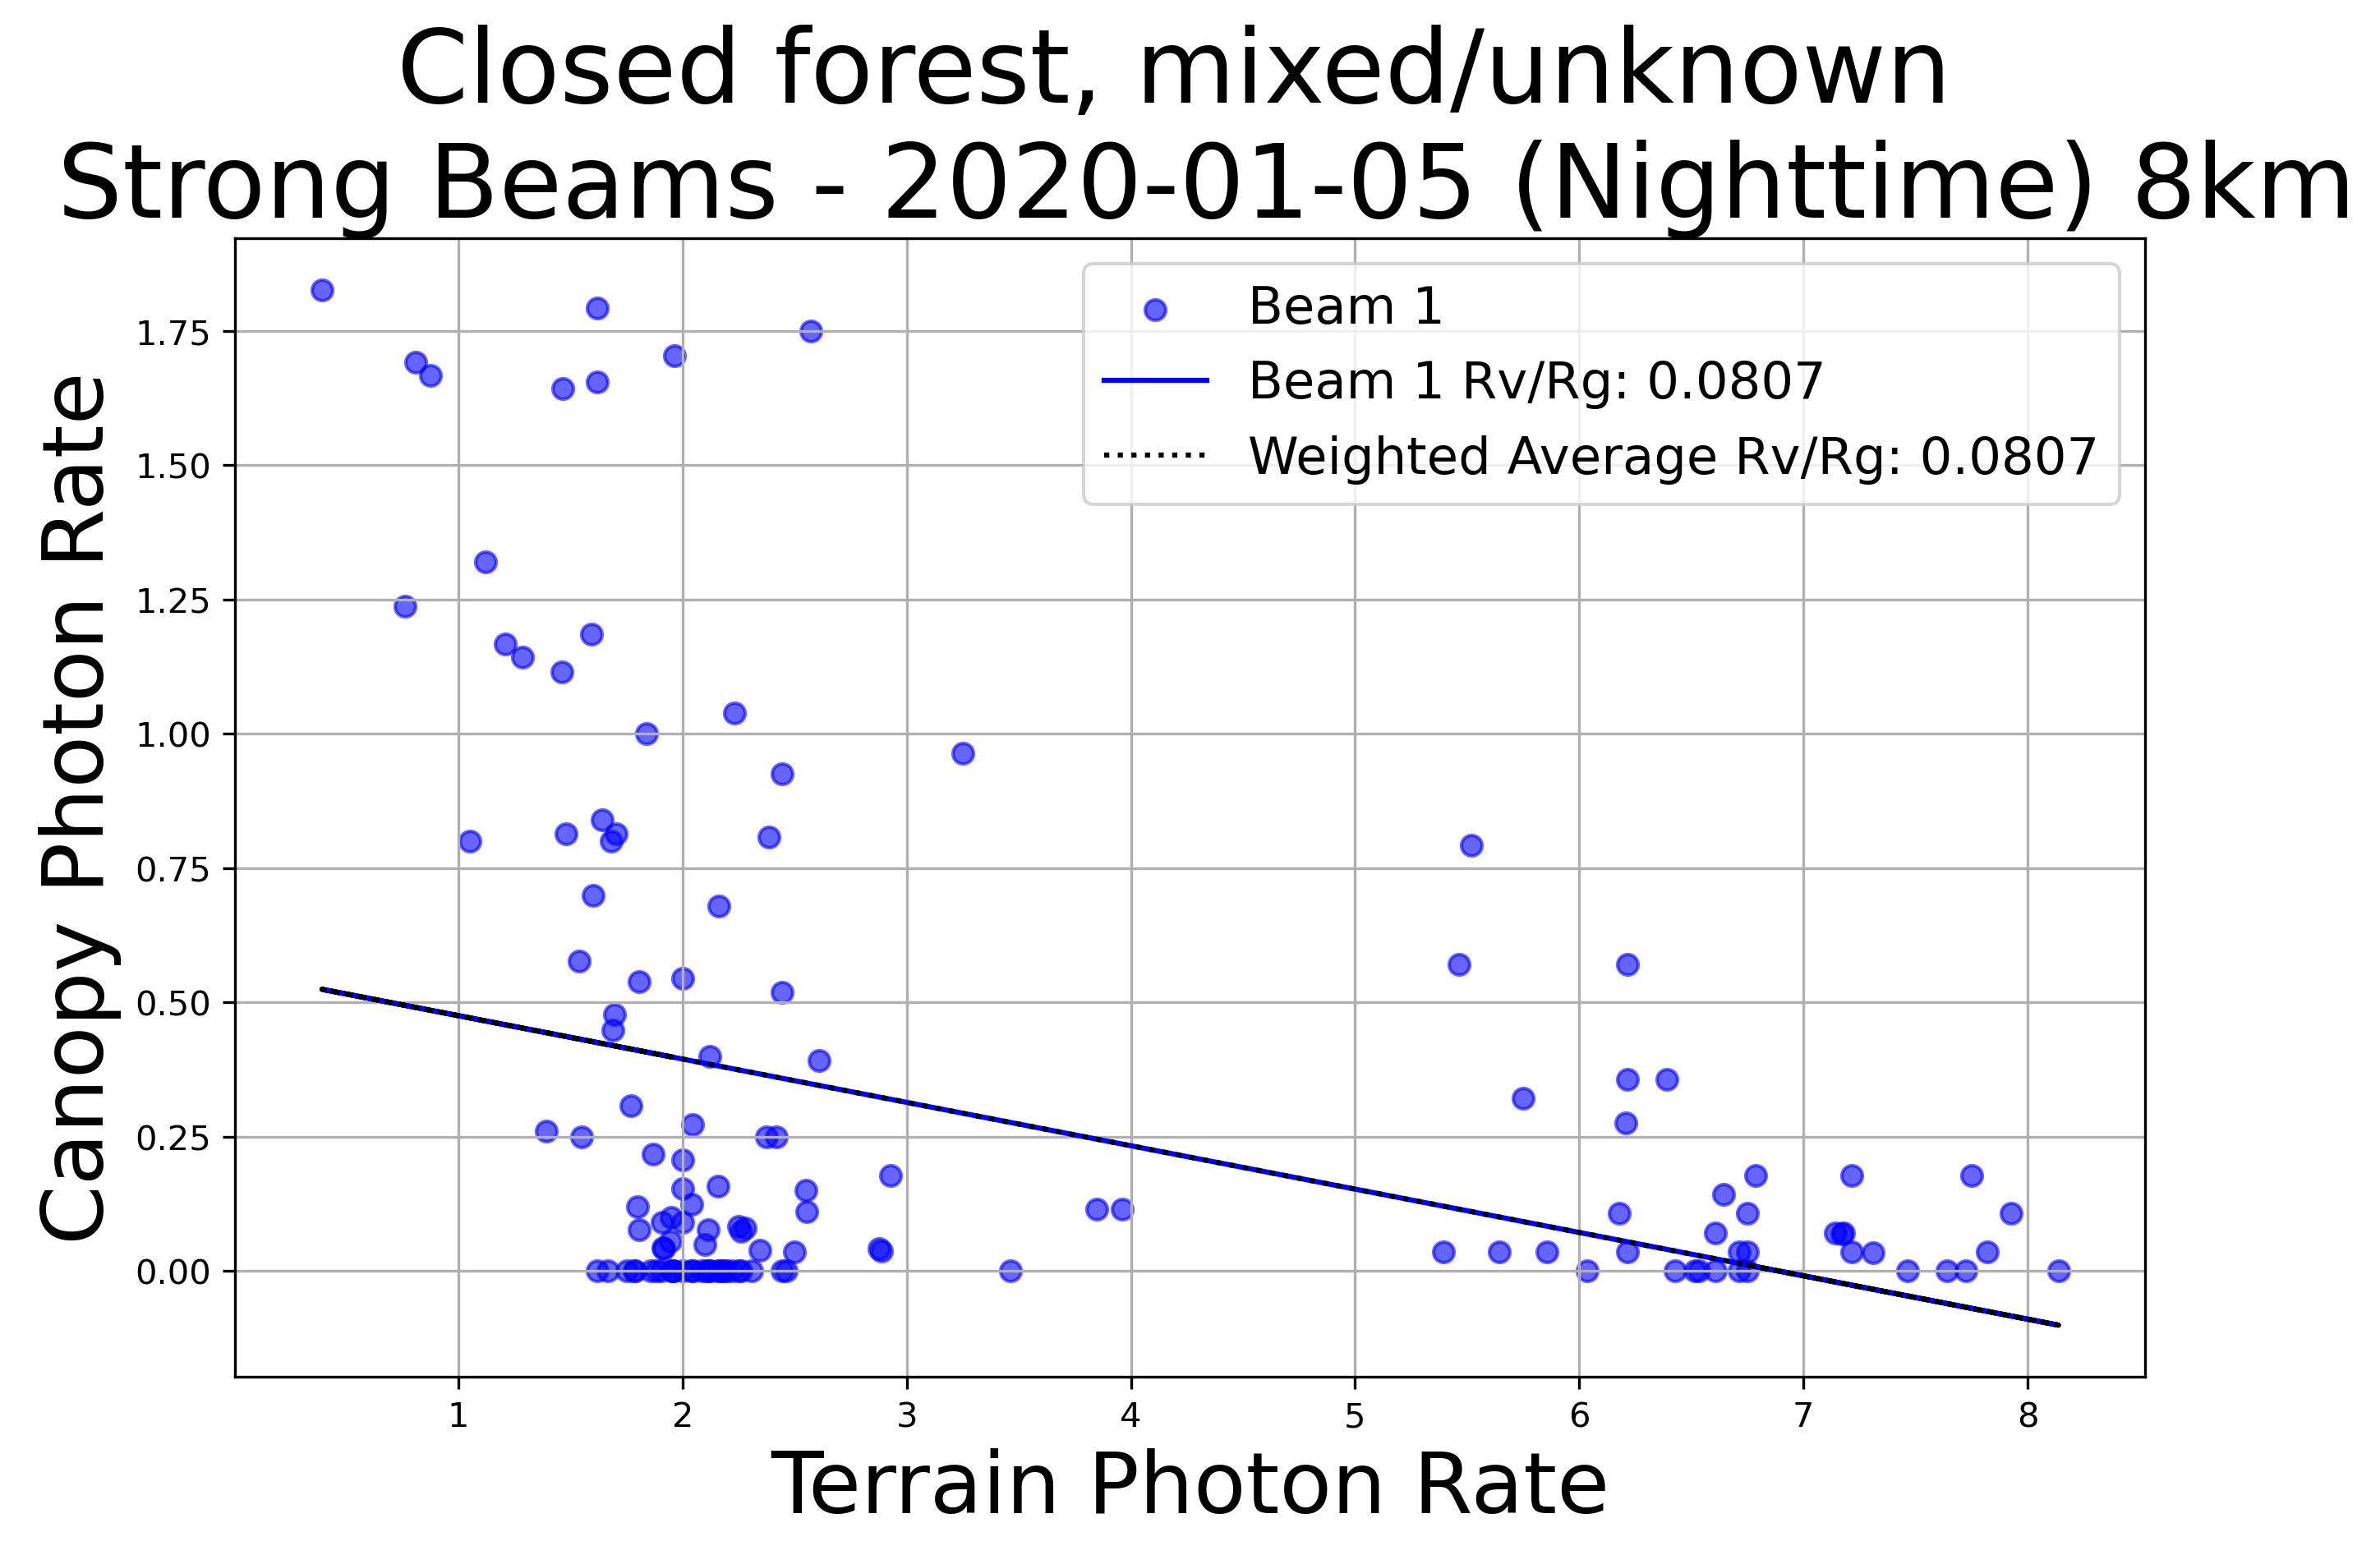 Closed forest, mixed/unknown
Strong Beams - 2020-01-05 (Nighttime) 8km
Beam 1
Beam 1 Rv/Rg: 0.0807
Weighted Average Rv/Rg: 0.0807
Canopy Photon Rate
1.75
1.50
1.25
1.00
0.75
0.50
0.25
0.00
1 2 3 4 5 6 7 8
Terrain Photon Rate